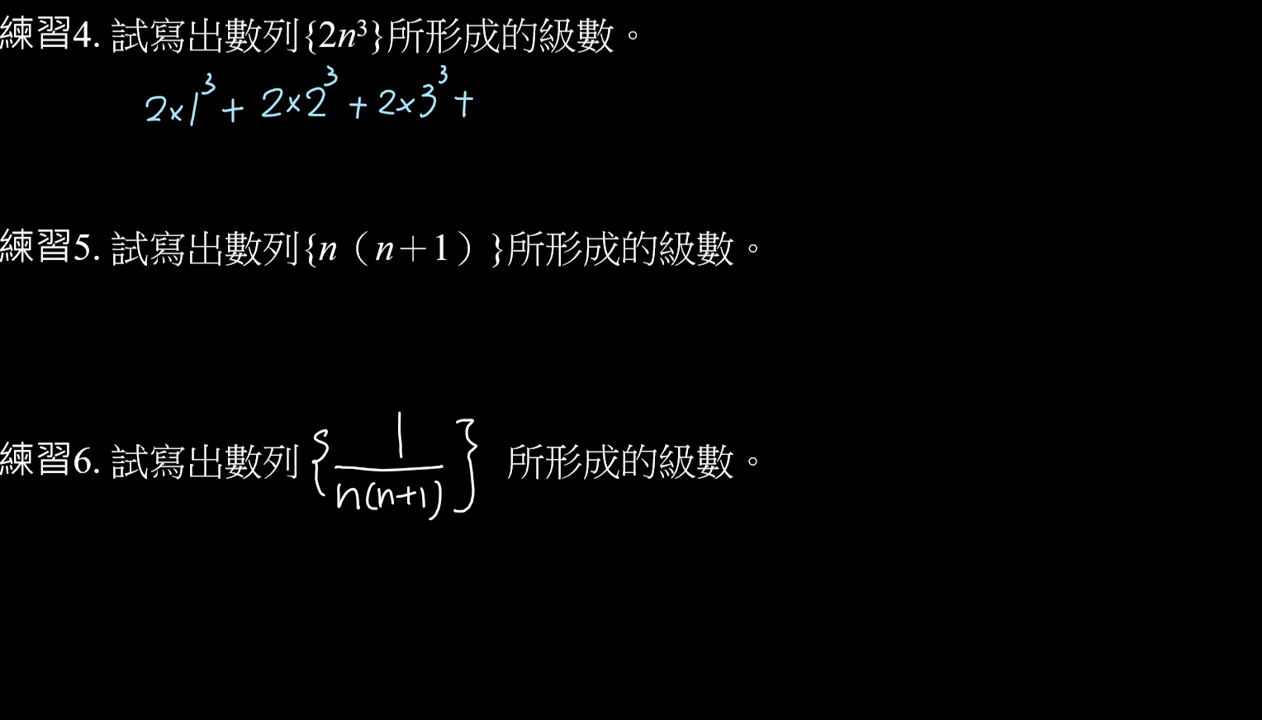 練習4. 試寫出數列{2n³}所形成的級數。
2×1³+2×2³+2×3³+
練習5. 試寫出數列{n（n＋1）}所形成的級數。
練習6. 試寫出數列{1/n(n+1)}所形成的級數。